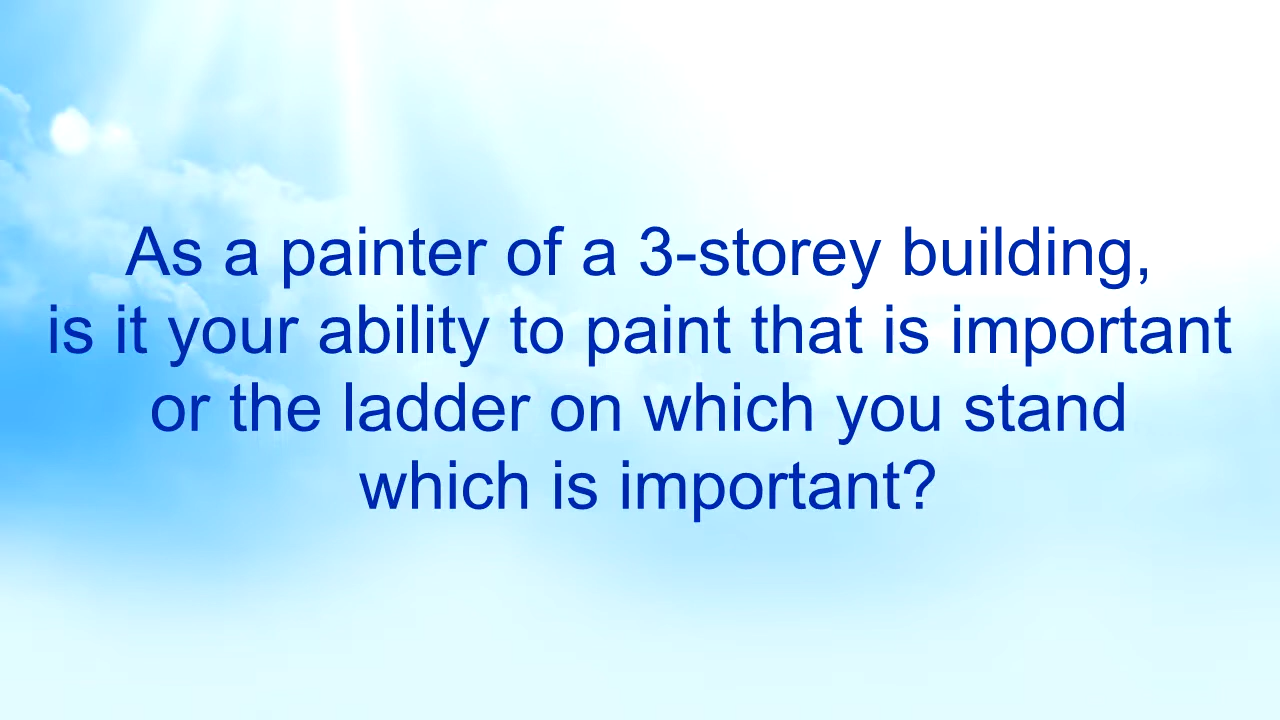 As a painter of a 3-storey building,
is it your ability to paint that is important
or the ladder on which you stand
which is important?